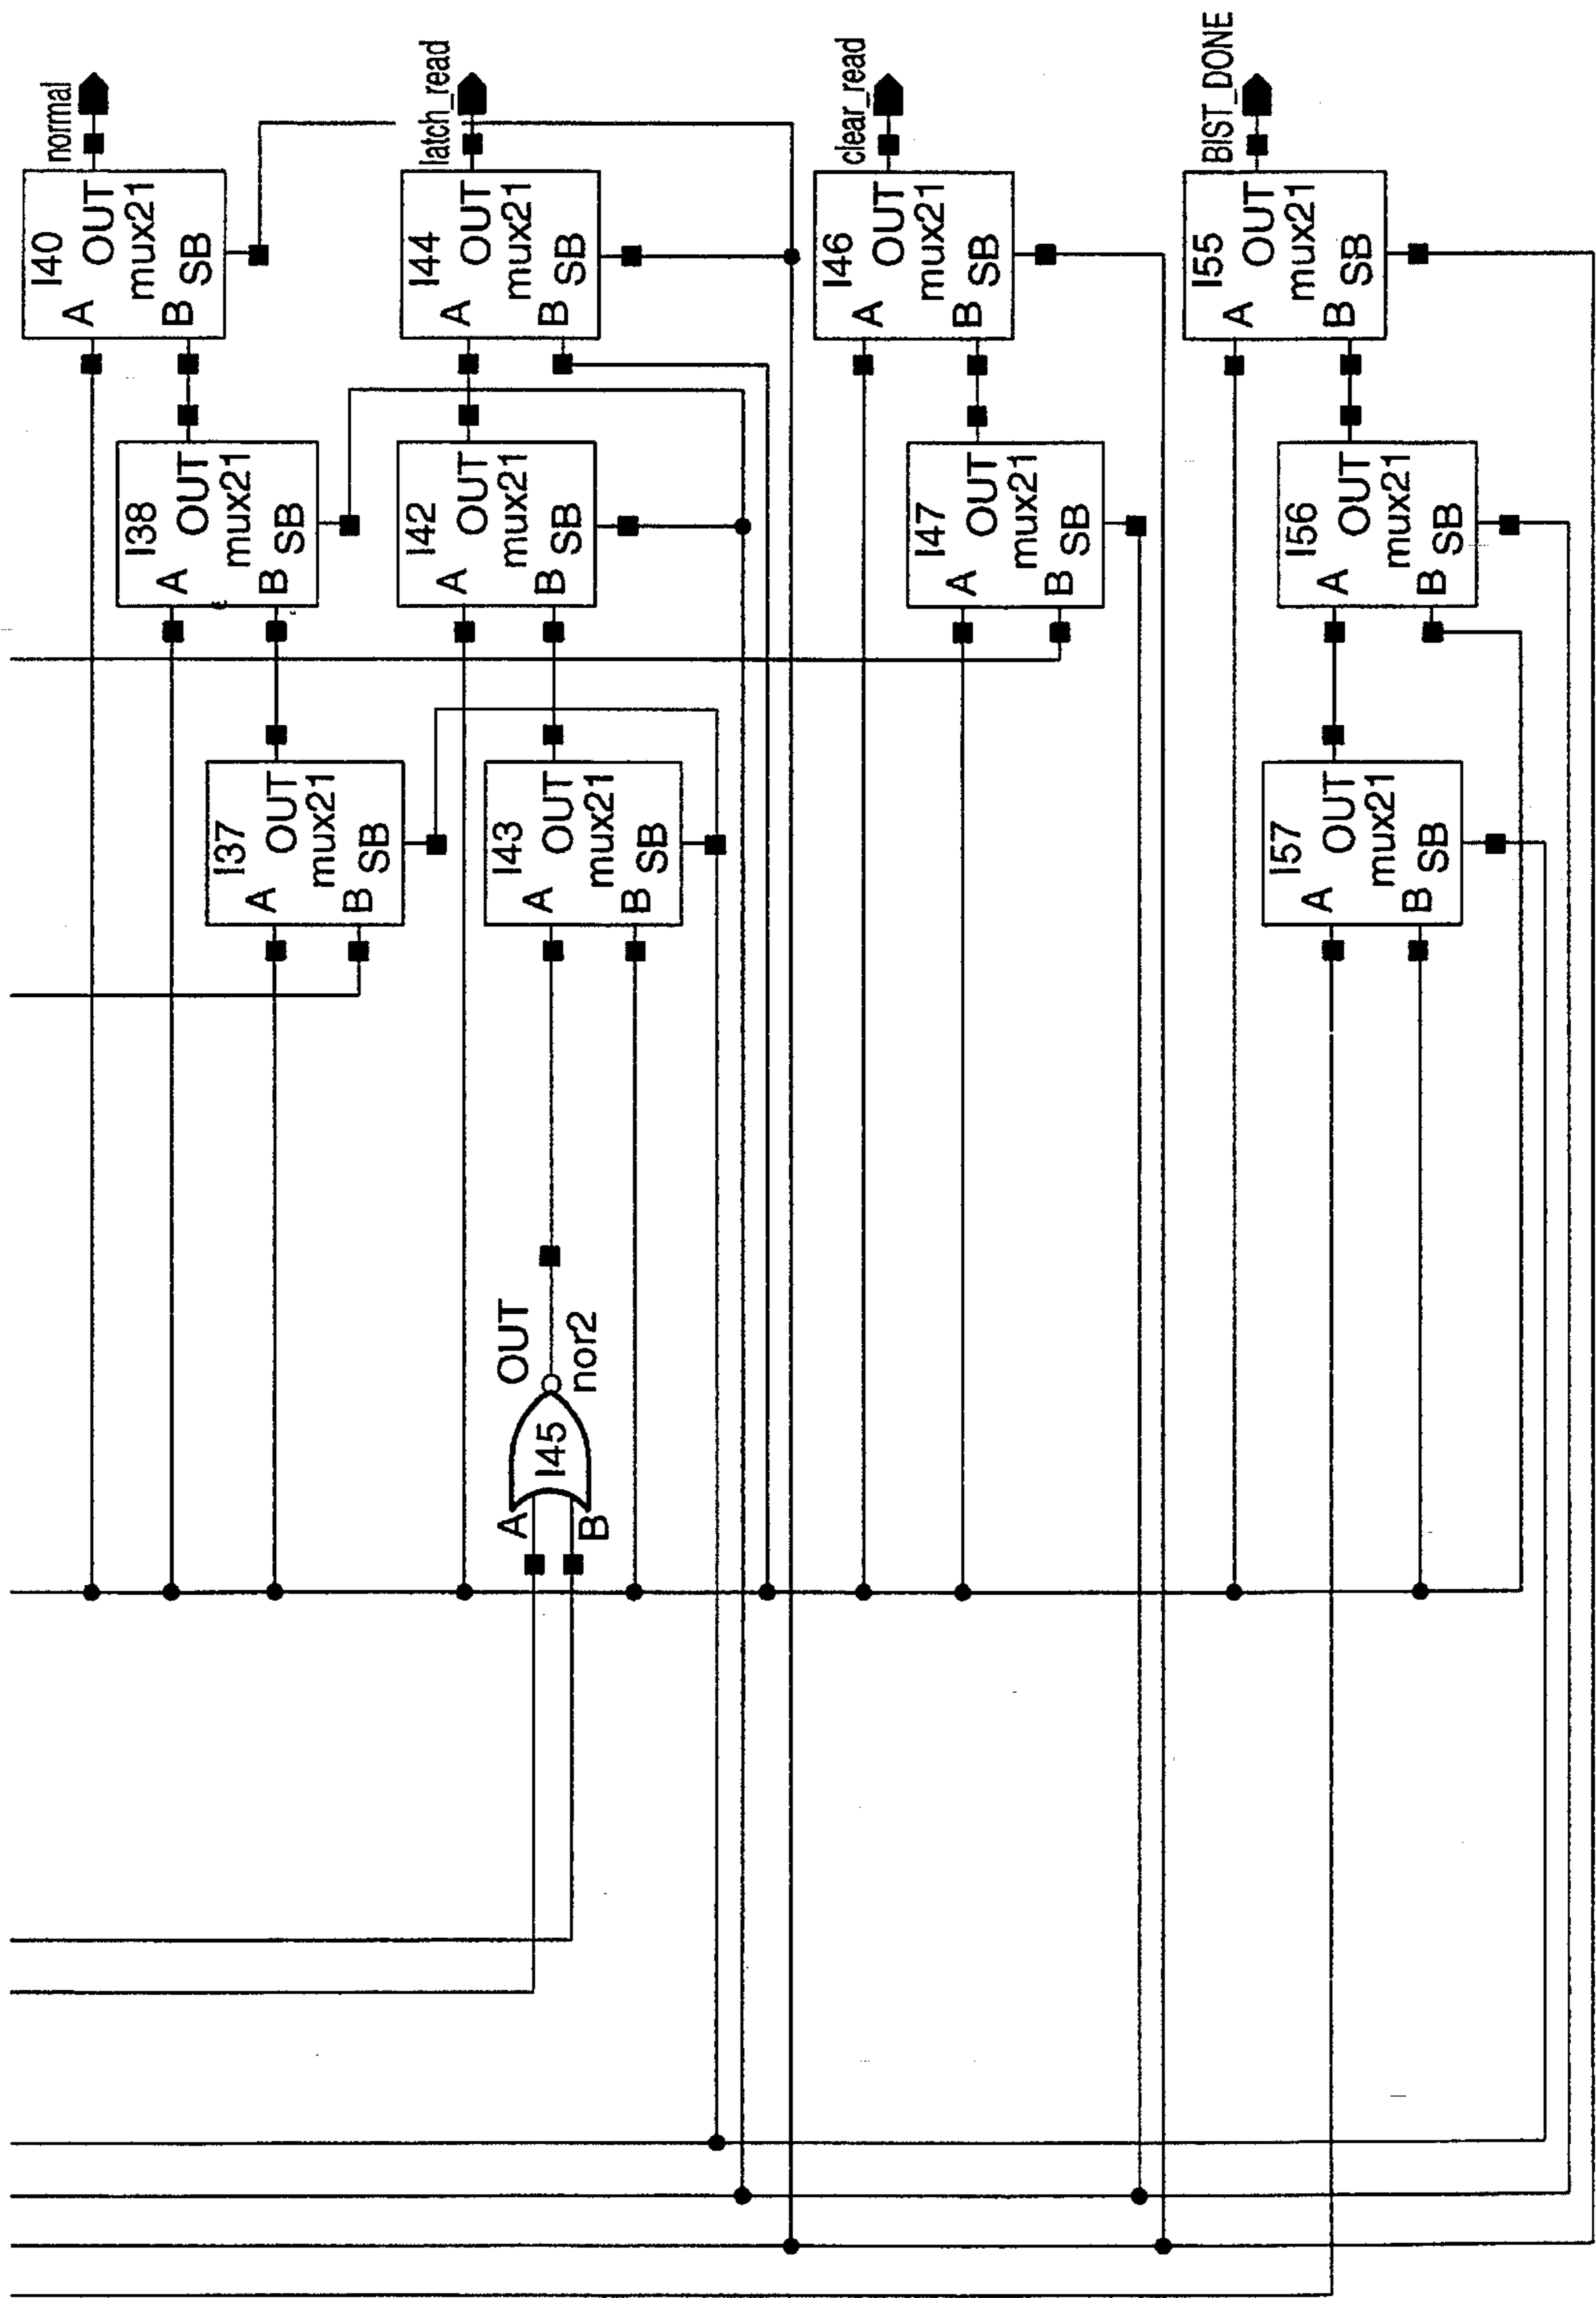 normal
I40
A
OUT
mux21
B
SB
I38
A
OUT
mux21
B
SB
I37
A
OUT
mux21
B
SB
latch_read
I44
A
OUT
mux21
B
SB
I42
A
OUT
mux21
B
SB
I43
A
OUT
mux21
B
SB
A
I45
B
OUT
nor2
clear_read
I46
A
OUT
mux21
B
SB
I47
A
OUT
mux21
B
SB
BIST_DONE
I55
A
OUT
mux21
B
SB
I56
A
OUT
mux21
B
SB
I57
A
OUT
mux21
B
SB